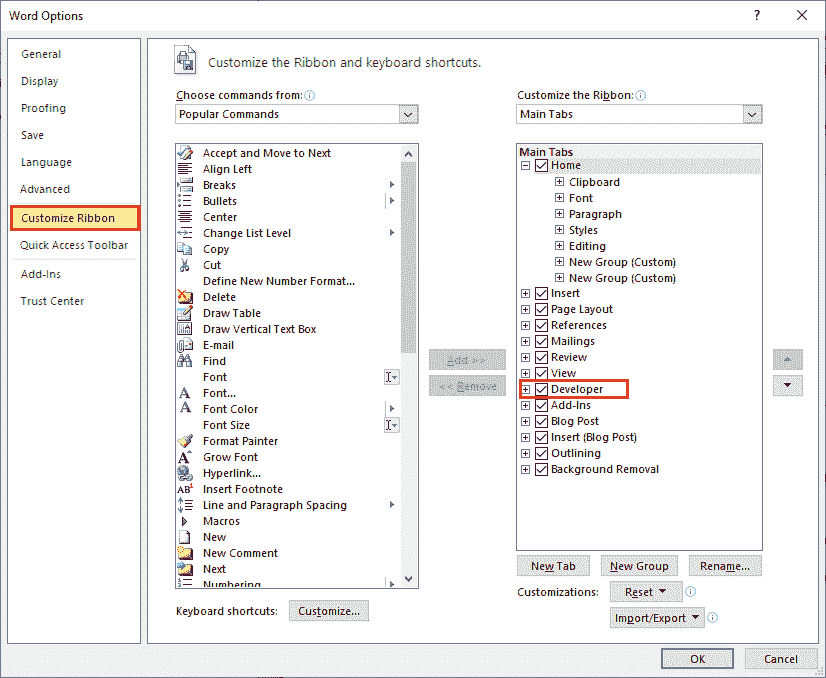 Word Options
?
General
Display
Proofing
Save
Language
Advanced
Customize Ribbon
Quick Access Toolbar
Add-Ins
Trust Center
Customize the Ribbon and keyboard shortcuts.
Choose commands from:
Popular Commands
Accept and Move to Next
Align Left
Breaks
Bullets
Center
Change List Level
Copy
Cut
Define New Number Format...
Delete
Draw Table
Draw Vertical Text Box
E-mail
Find
Font
Font...
Font Color
Font Size
Format Painter
Grow Font
Hyperlink...
Insert Footnote
Line and Paragraph Spacing
Macros
New
New Comment
Next
Numbering
Keyboard shortcuts: Customize...
Add >>
<< Remove
Customize the Ribbon:
Main Tabs
Main Tabs
Home
Clipboard
Font
Paragraph
Styles
Editing
New Group (Custom)
New Group (Custom)
Insert
Page Layout
References
Mailings
Review
View
Developer
Add-Ins
Blog Post
Insert (Blog Post)
Outlining
Background Removal
New Tab New Group Rename...
Customizations: Reset
Import/Export
OK Cancel